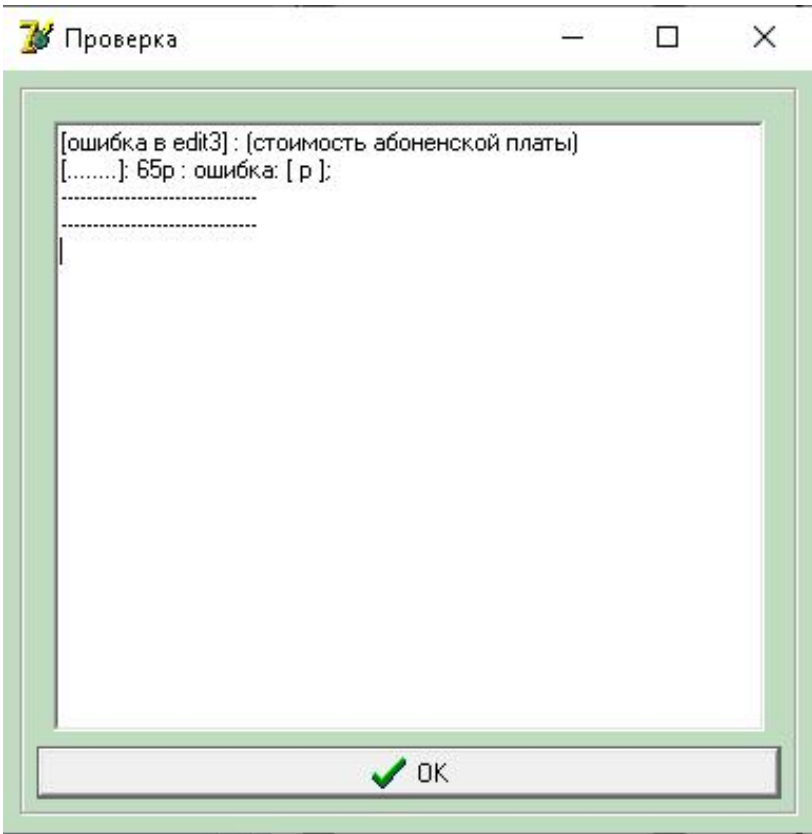 Проверка
[ошибка в edit3] : (стоимость абоненской платы)
[........]: 65р : ошибка: [ р ];
-----------------------------
-----------------------------
OK